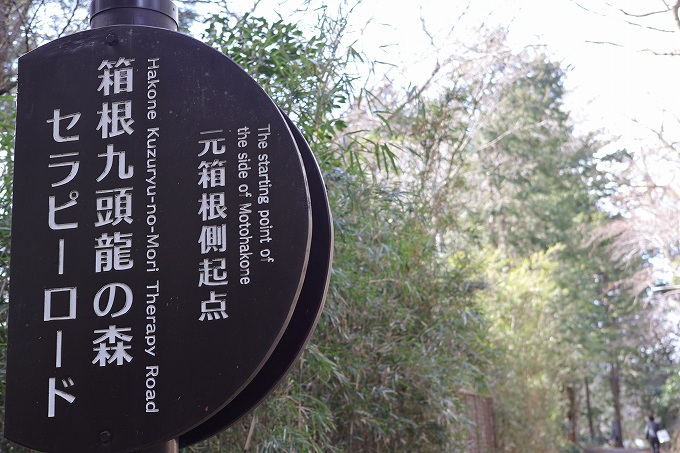 The starting point of
the side of Motohakone
元箱根側起点
Hakone Kuzuryu-no-Mori Therapy Road
箱根九頭龍の森
セラピーロード